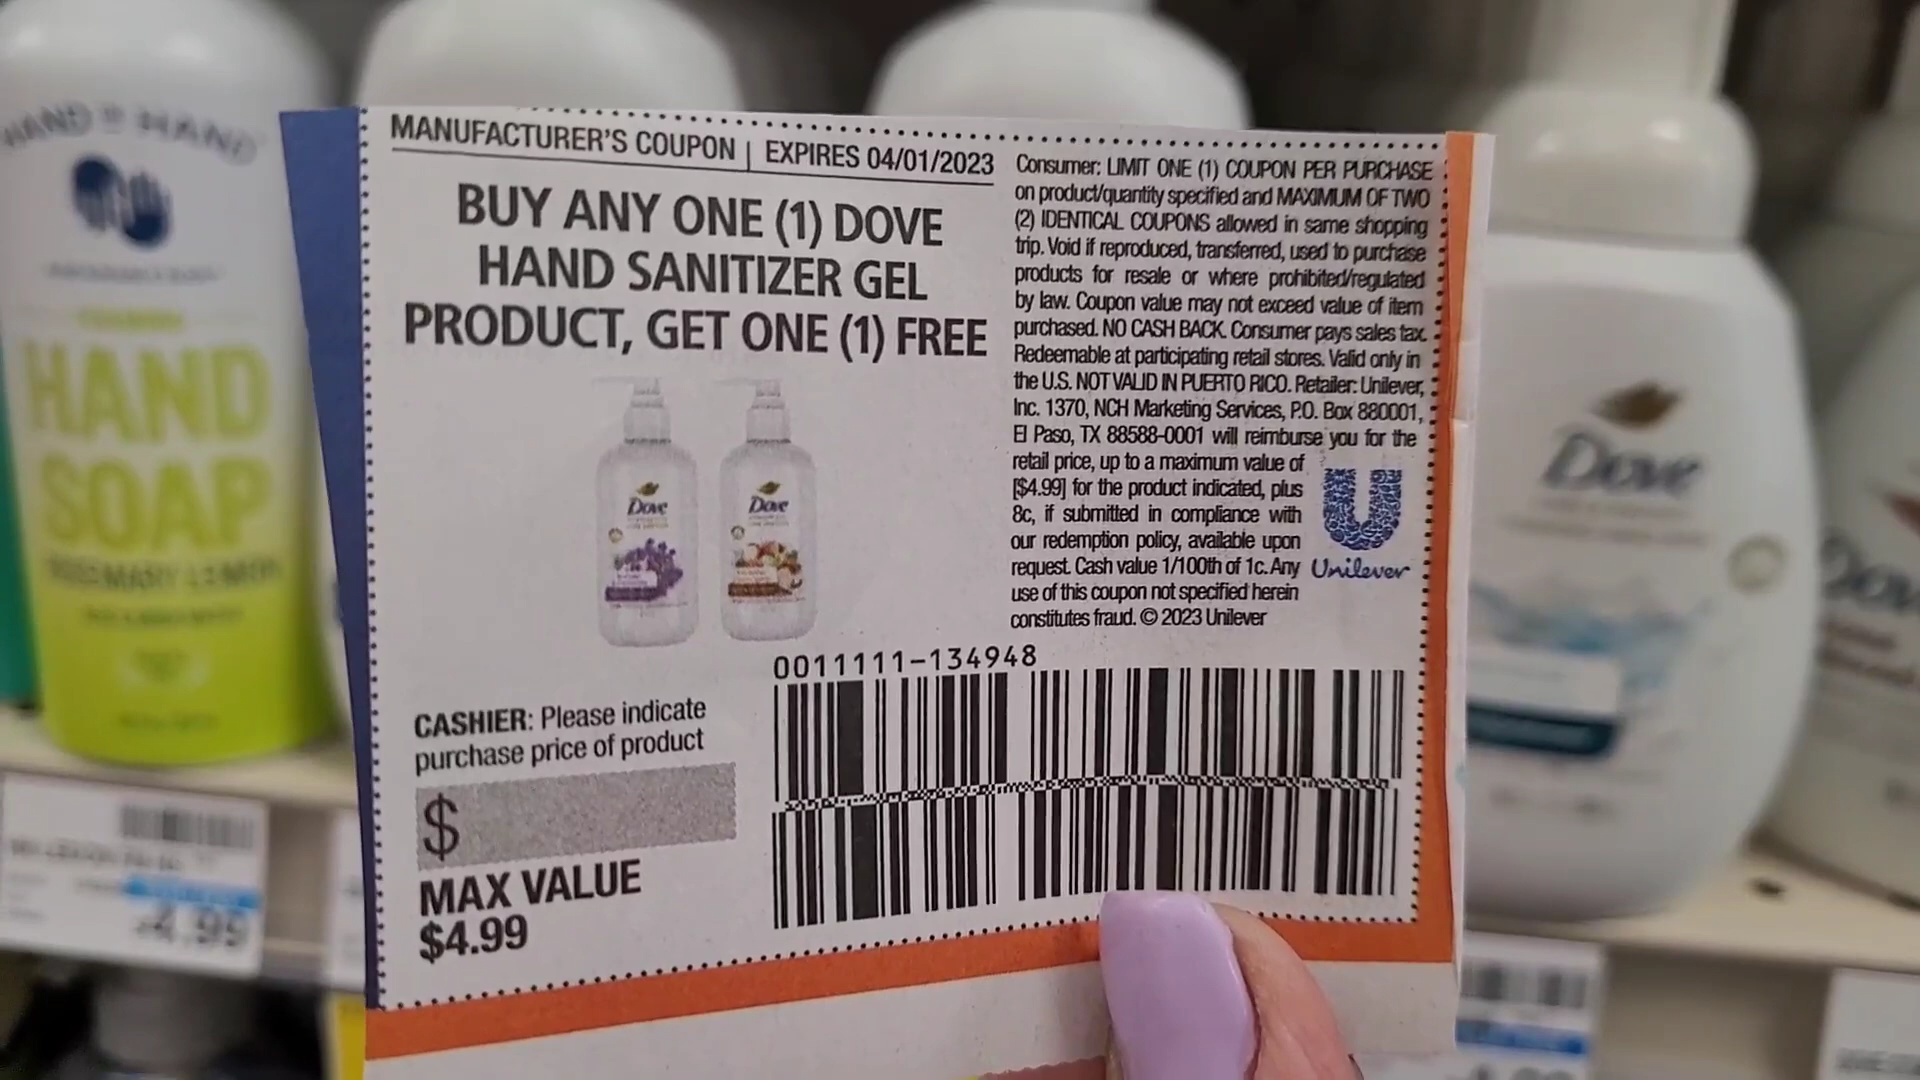 HAND IN HAND
HAND
SOAP
ROSEMARY LEMON
4.99
MANUFACTURER'S COUPON | EXPIRES 04/01/2023
BUY ANY ONE (1) DOVE
HAND SANITIZER GEL
PRODUCT, GET ONE (1) FREE
Dove
Dove
CASHIER: Please indicate
purchase price of product
$
MAX VALUE
$4.99
Consumer: LIMIT ONE (1) COUPON PER PURCHASE
on product/quantity specified and MAXIMUM OF TWO
(2) IDENTICAL COUPONS allowed in same shopping
trip. Void if reproduced, transferred, used to purchase
products for resale or where prohibited/regulated
by law. Coupon value may not exceed value of item
purchased. NO CASH BACK. Consumer pays sales tax.
Redeemable at participating retail stores. Valid only in
the U.S. NOT VALID IN PUERTO RICO. Retailer: Unilever,
Inc. 1370, NCH Marketing Services, P.O. Box 880001,
El Paso, TX 88588-0001 will reimburse you for the
retail price, up to a maximum value of
[$4.99] for the product indicated, plus
8c, if submitted in compliance with
our redemption policy, available upon
request. Cash value 1/100th of 1c. Any
use of this coupon not specified herein
constitutes fraud. © 2023 Unilever
Unilever
0011111-134948
Dove